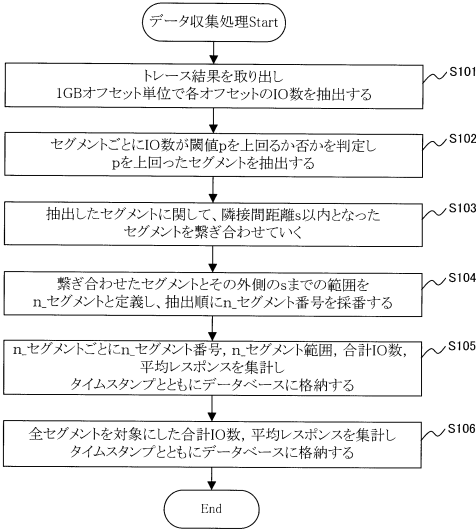 データ収集処理Start
トレース結果を取り出し
1GBオフセット単位で各オフセットのIO数を抽出する
S101
セグメントごとにIO数が閾値pを上回るか否かを判定し
pを上回ったセグメントを抽出する
S102
抽出したセグメントに関して、隣接間距離s以内となった
セグメントを繋ぎ合わせていく
S103
繋ぎ合わせたセグメントとその外側のsまでの範囲を
n_セグメントと定義し、抽出順にn_セグメント番号を採番する
S104
n_セグメントごとにn_セグメント番号, n_セグメント範囲, 合計IO数,
平均レスポンスを集計し
タイムスタンプとともにデータベースに格納する
S105
全セグメントを対象にした合計IO数, 平均レスポンスを集計し
タイムスタンプとともにデータベースに格納する
S106
End